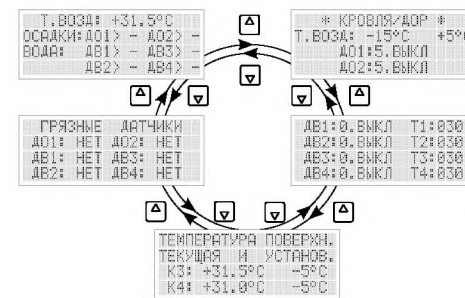 Т.ВОЗД: +31.5°C
ОСАДКИ:ДО1> - ДО2> -
ВОДА: ДВ1> - ДВ3> -
ДВ2> - ДВ4> -
* КРОВЛЯ/ДОР *
Т.ВОЗД: -15°C +5°
ДО1:5.ВЫКЛ
ДО2:5.ВЫКЛ
ГРЯЗНЫЕ ДАТЧИКИ
ДО1: НЕТ ДО2: НЕТ
ДВ1: НЕТ ДВ3: НЕТ
ДВ2: НЕТ ДВ4: НЕТ
ДВ1:0.ВЫКЛ Т1:030
ДВ2:0.ВЫКЛ Т2:030
ДВ3:0.ВЫКЛ Т3:030
ДВ4:0.ВЫКЛ Т4:030
ТЕМПЕРАТУРА ПОВЕРХН.
ТЕКУЩАЯ И УСТАНОВ.
К3: +31.5°C -5°C
К4: +31.0°C -5°C